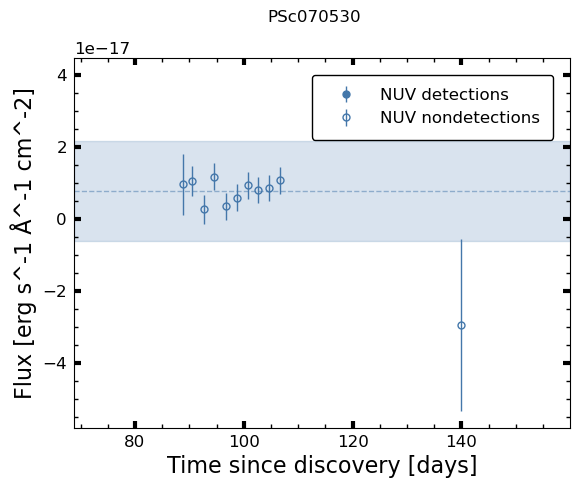 PSc070530
1e−17
NUV detections
NUV nondetections
4
2
0
−2
−4
Flux [erg s^-1 Å^-1 cm^-2]
80 100 120 140
Time since discovery [days]